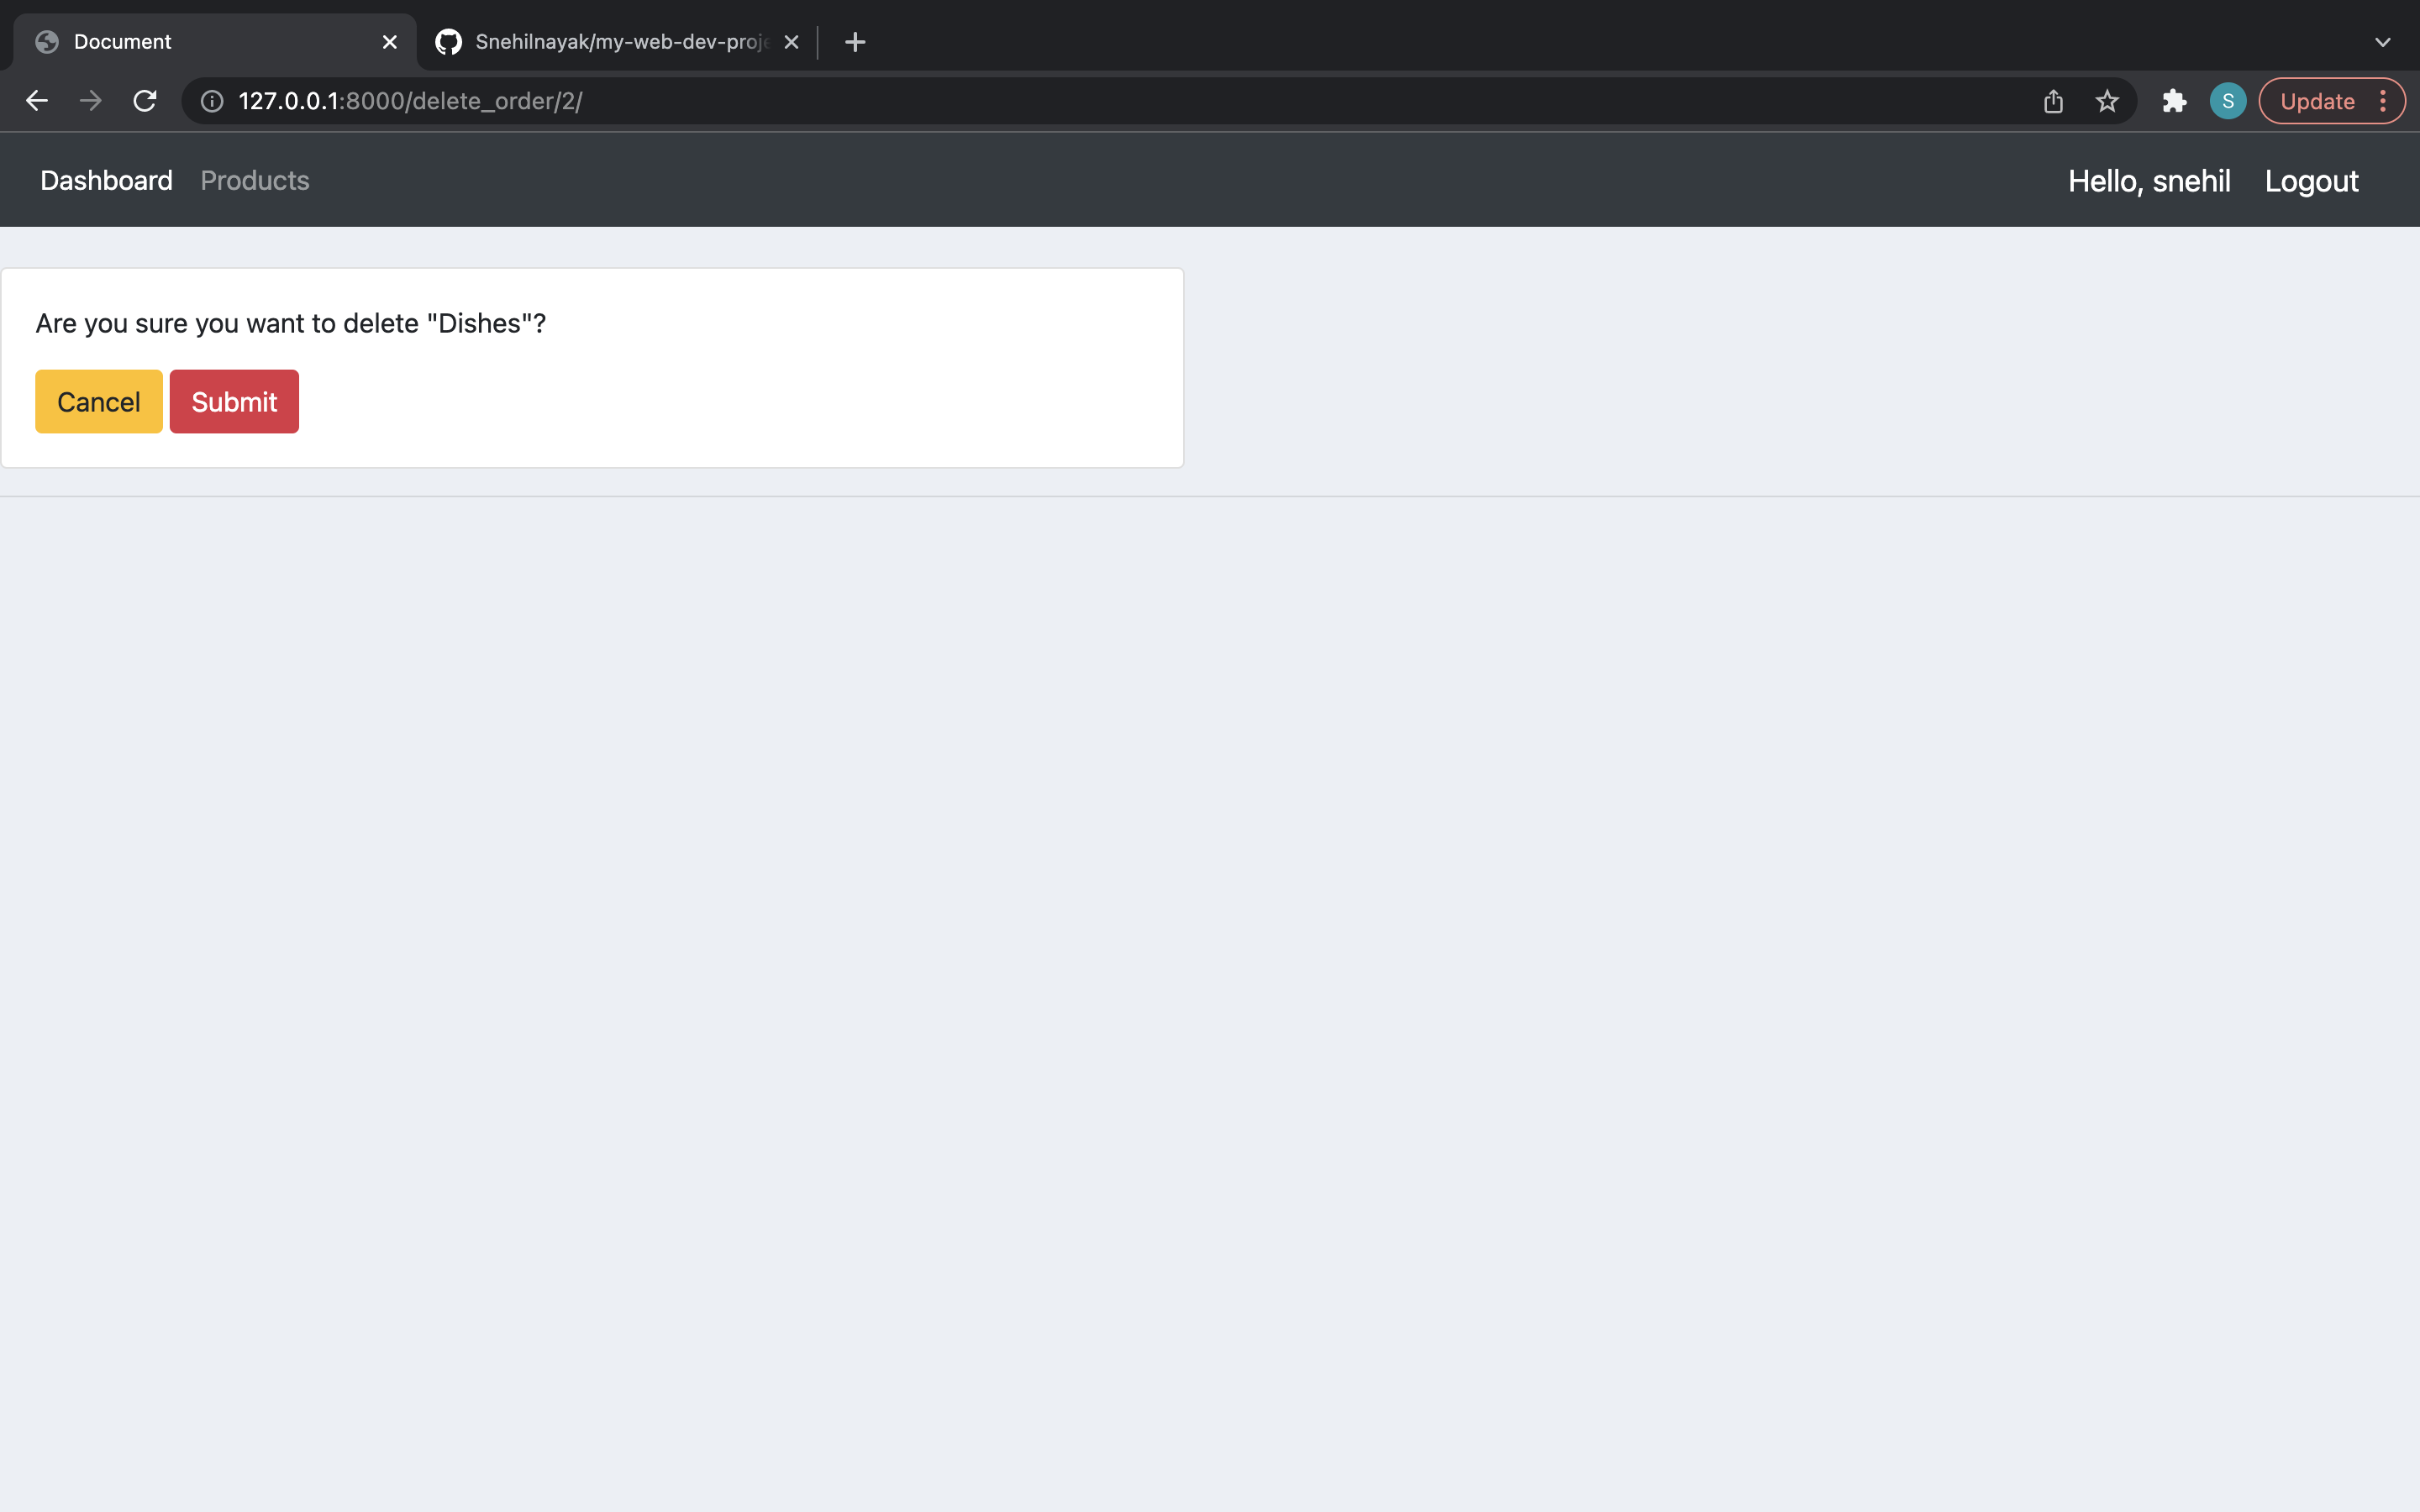 Document
Snehilnayak/my-web-dev-proje
127.0.0.1:8000/delete_order/2/
S
Update
Dashboard Products
Hello, snehil Logout
Are you sure you want to delete "Dishes"?
Cancel Submit